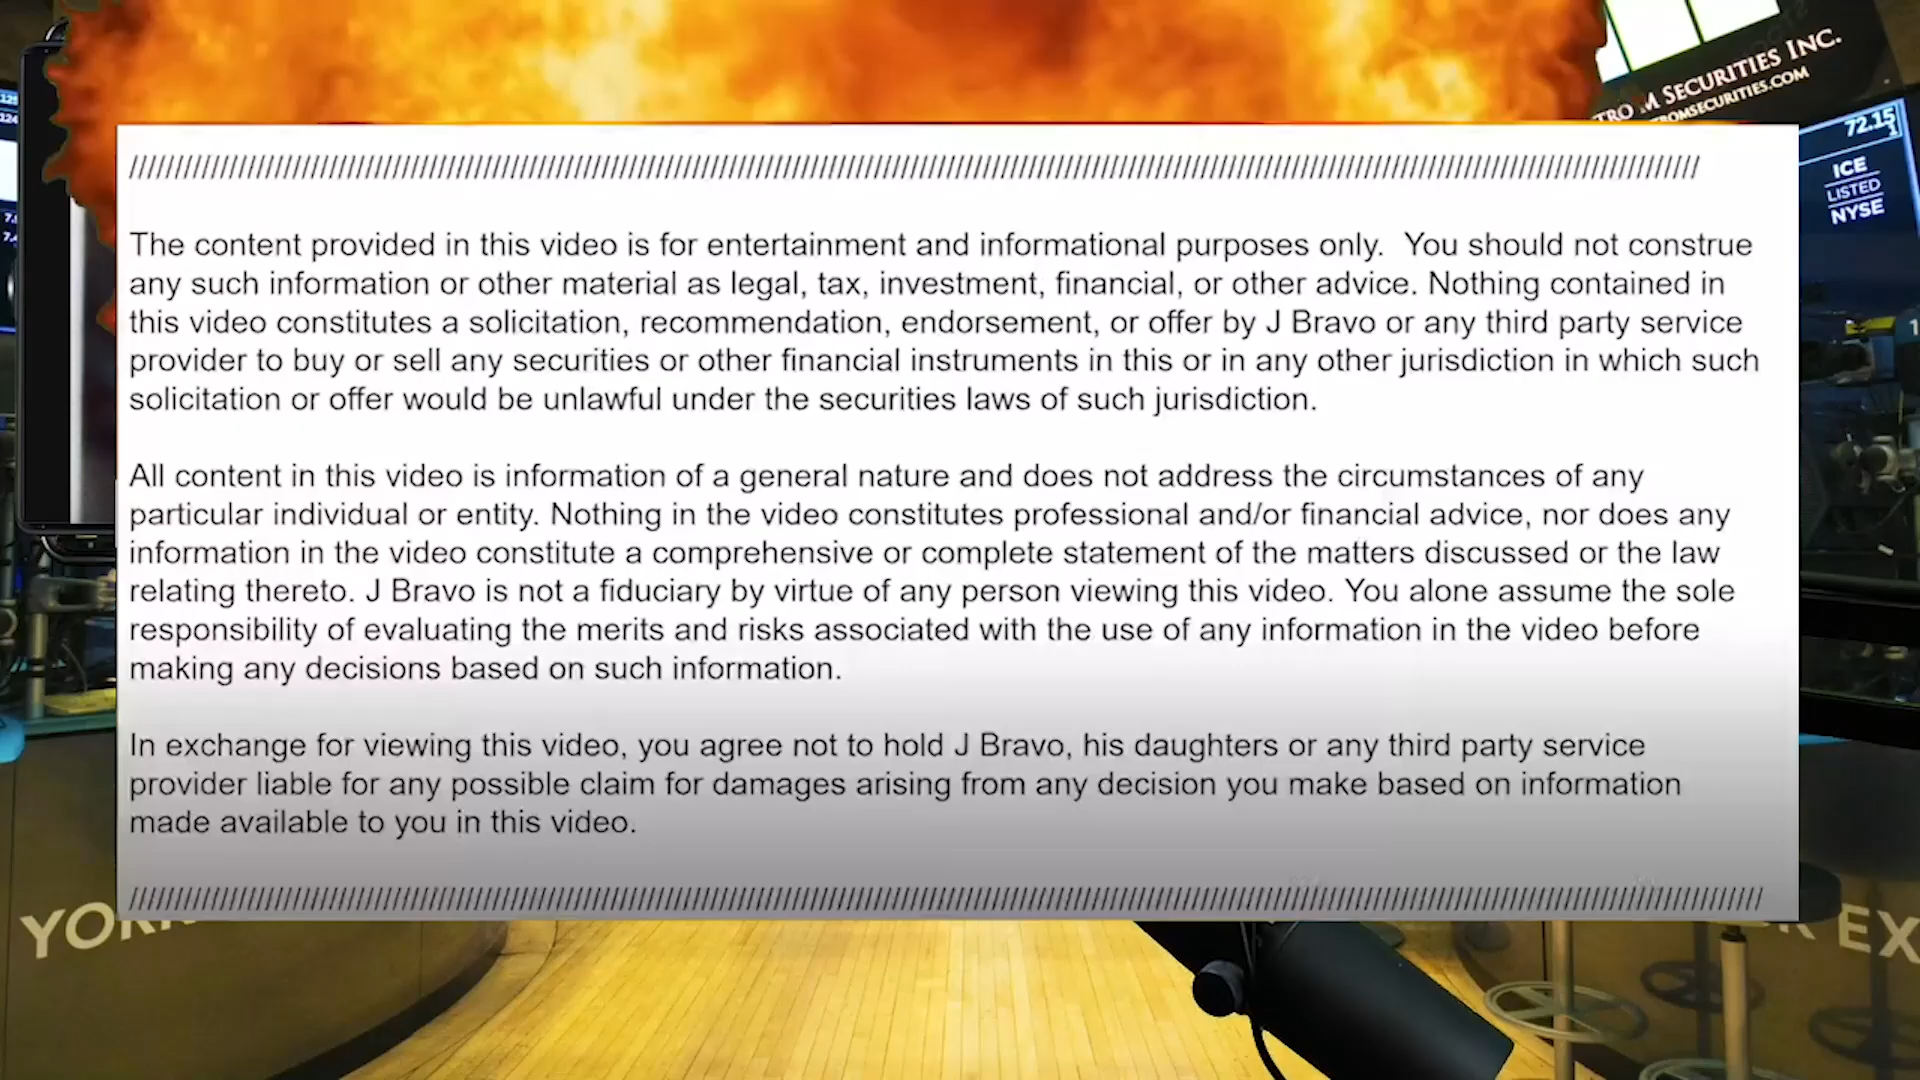 TRO M SECURITIES INC.
TROMSECURITIES.COM
72.15
ICE
LISTED
NYSE
////////////////////////////////////////////////////////////////////////////////////////////////////////////////////////////////////////////////////////////////////////////////
The content provided in this video is for entertainment and informational purposes only.  You should not construe
any such information or other material as legal, tax, investment, financial, or other advice. Nothing contained in
this video constitutes a solicitation, recommendation, endorsement, or offer by J Bravo or any third party service
provider to buy or sell any securities or other financial instruments in this or in any other jurisdiction in which such
solicitation or offer would be unlawful under the securities laws of such jurisdiction.
All content in this video is information of a general nature and does not address the circumstances of any
particular individual or entity. Nothing in the video constitutes professional and/or financial advice, nor does any
information in the video constitute a comprehensive or complete statement of the matters discussed or the law
relating thereto. J Bravo is not a fiduciary by virtue of any person viewing this video. You alone assume the sole
responsibility of evaluating the merits and risks associated with the use of any information in the video before
making any decisions based on such information.
In exchange for viewing this video, you agree not to hold J Bravo, his daughters or any third party service
provider liable for any possible claim for damages arising from any decision you make based on information
made available to you in this video.
////////////////////////////////////////////////////////////////////////////////////////////////////////////////////////////////////////////////////////////////////////////////////////
YORK
EX